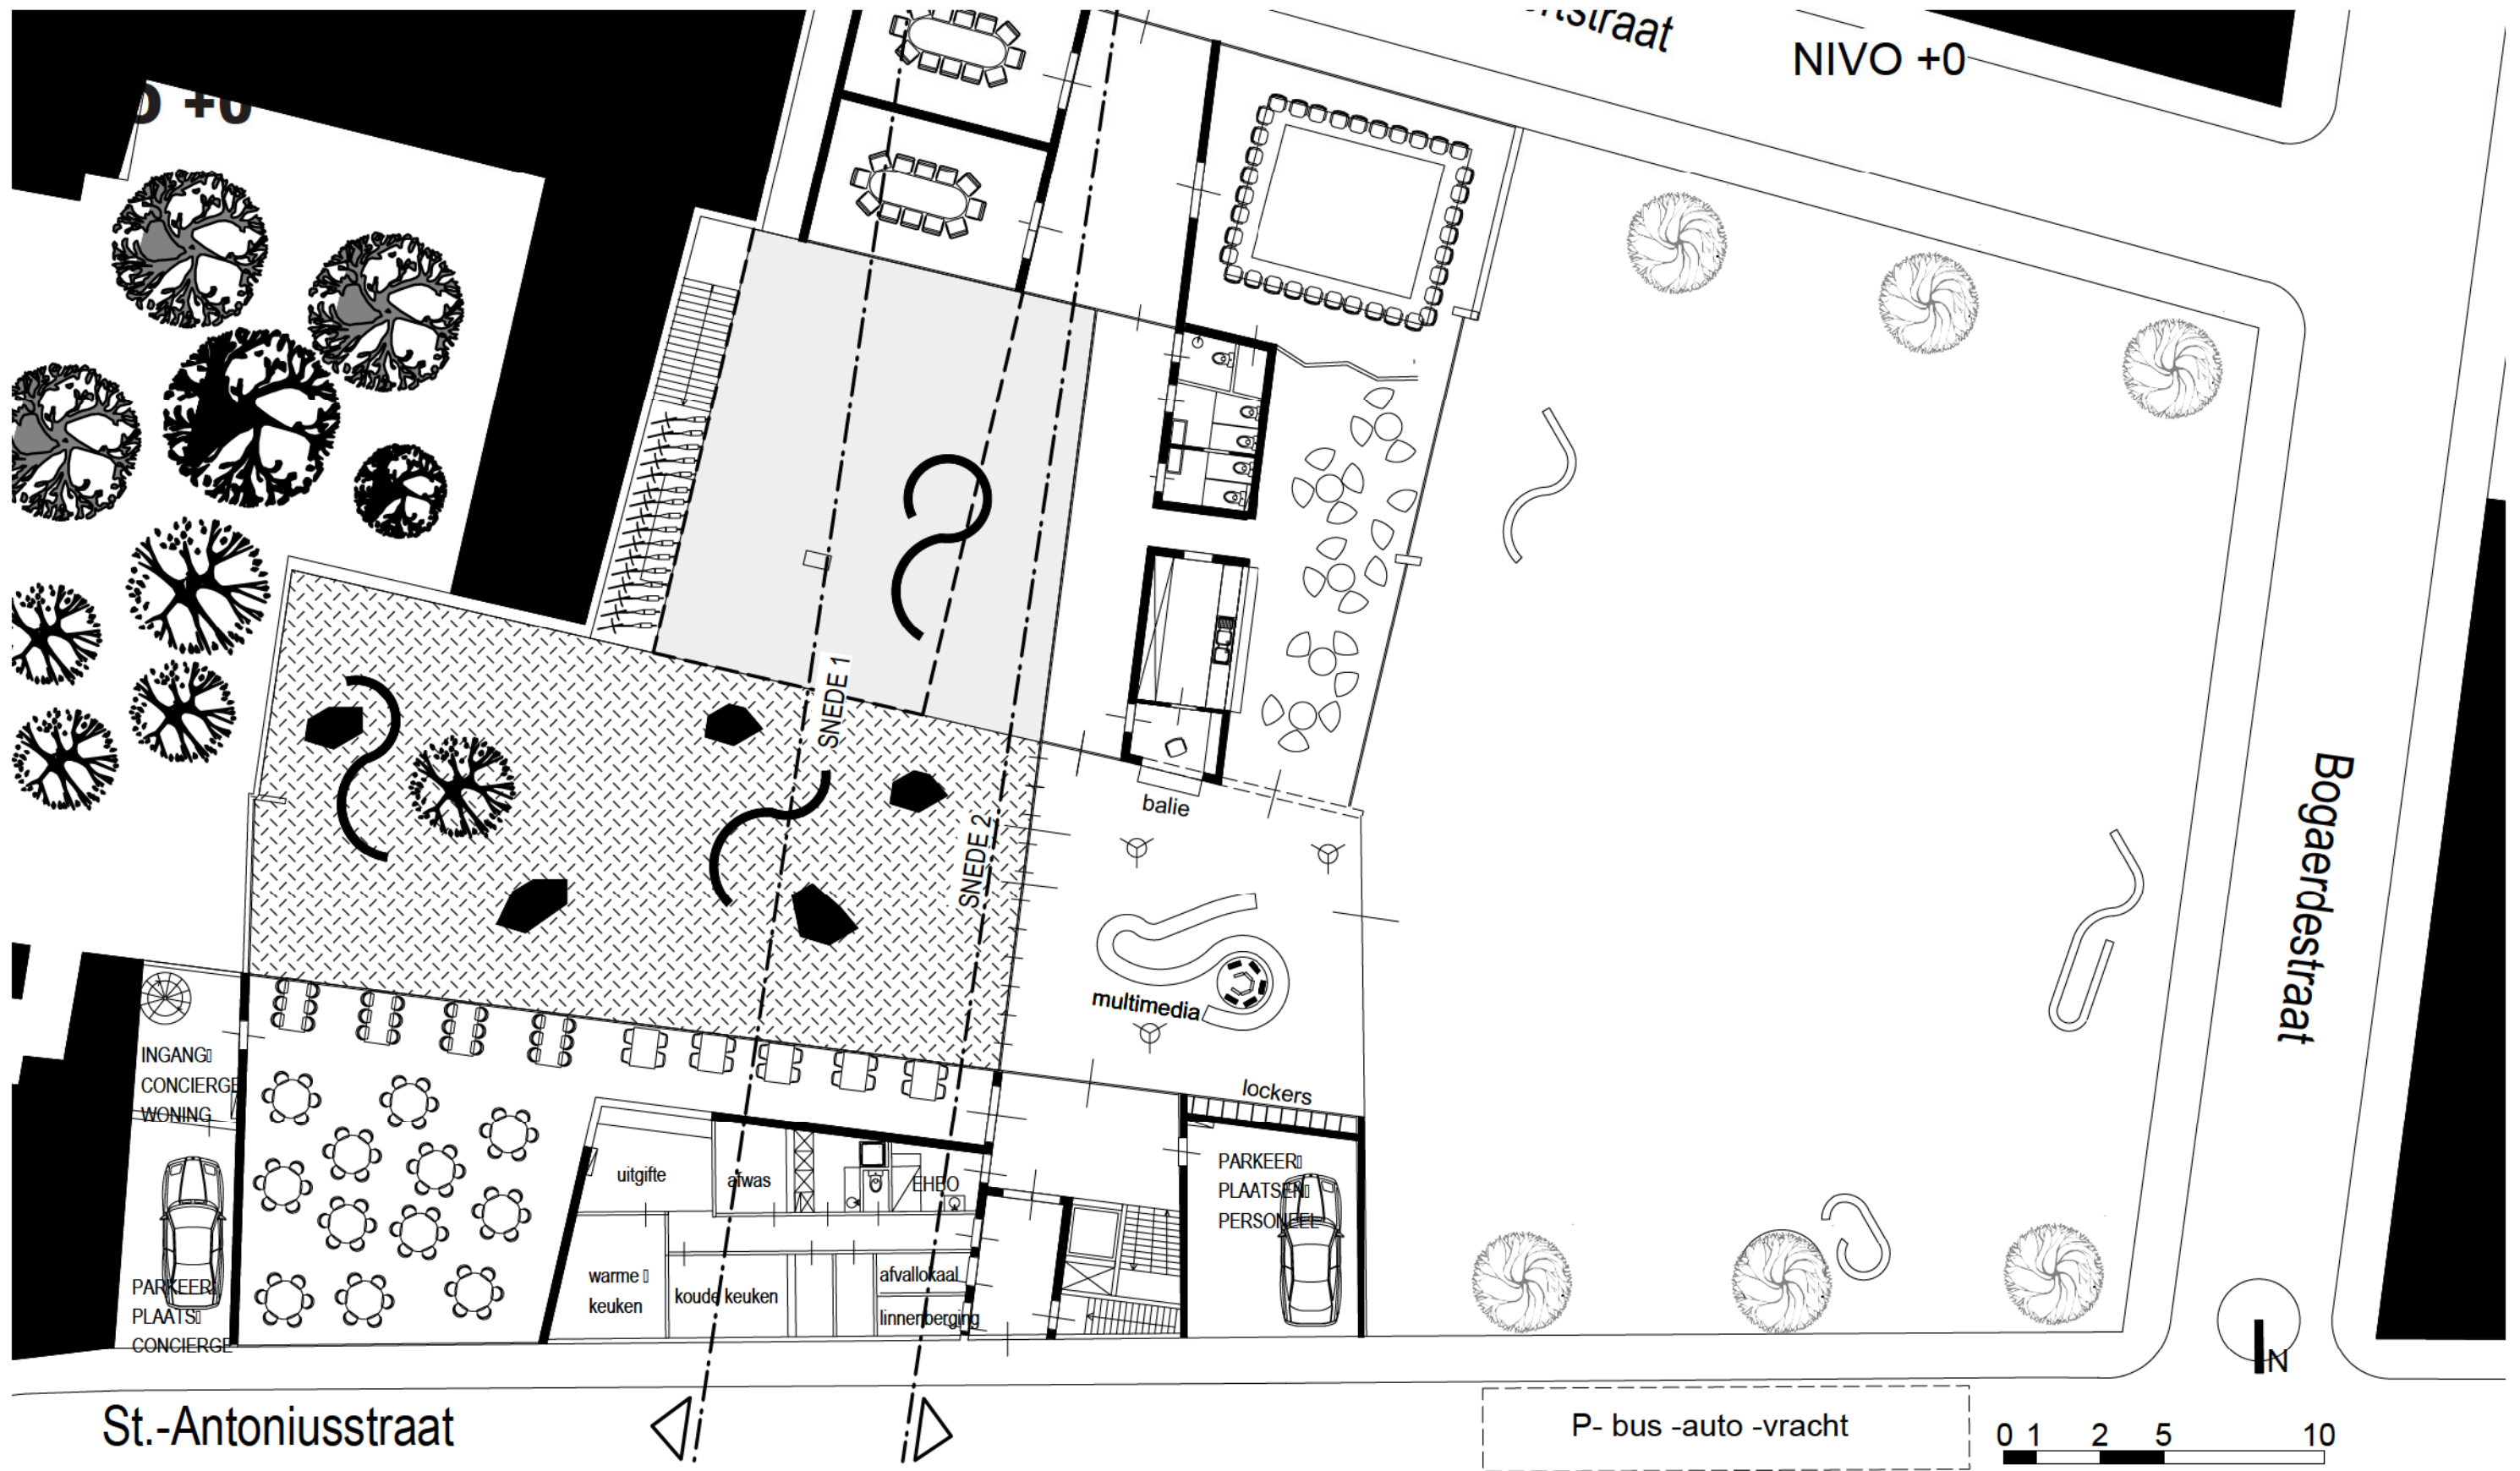 NIVO +0
+0
SNEDE 1
SNEDE 2
balie
multimedia
lockers
Bogaerdestraat
INGANG
CONCIERGE
WONING
uitgifte
afwas
EHBO
PARKEER
PLAATSEN
PERSONEEL
warme
keuken
koude keuken
afvallokaal
linnenberging
PARKEER
PLAATS
CONCIERGE
N
St.-Antoniusstraat
P- bus -auto -vracht
0 1 2 5 10